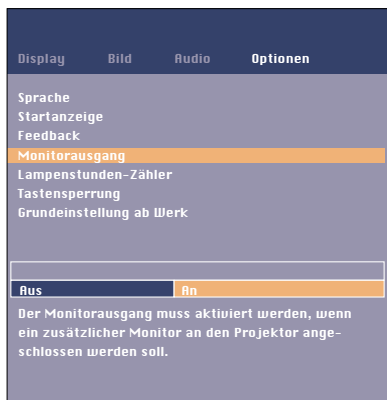 Display Bild Audio Optionen
Sprache
Startanzeige
Feedback
Monitorausgang
Lampenstunden-Zähler
Tastensperrung
Grundeinstellung ab Werk
Aus An
Der Monitorausgang muss aktiviert werden, wenn
ein zusätzlicher Monitor an den Projektor ange-
schlossen werden soll.